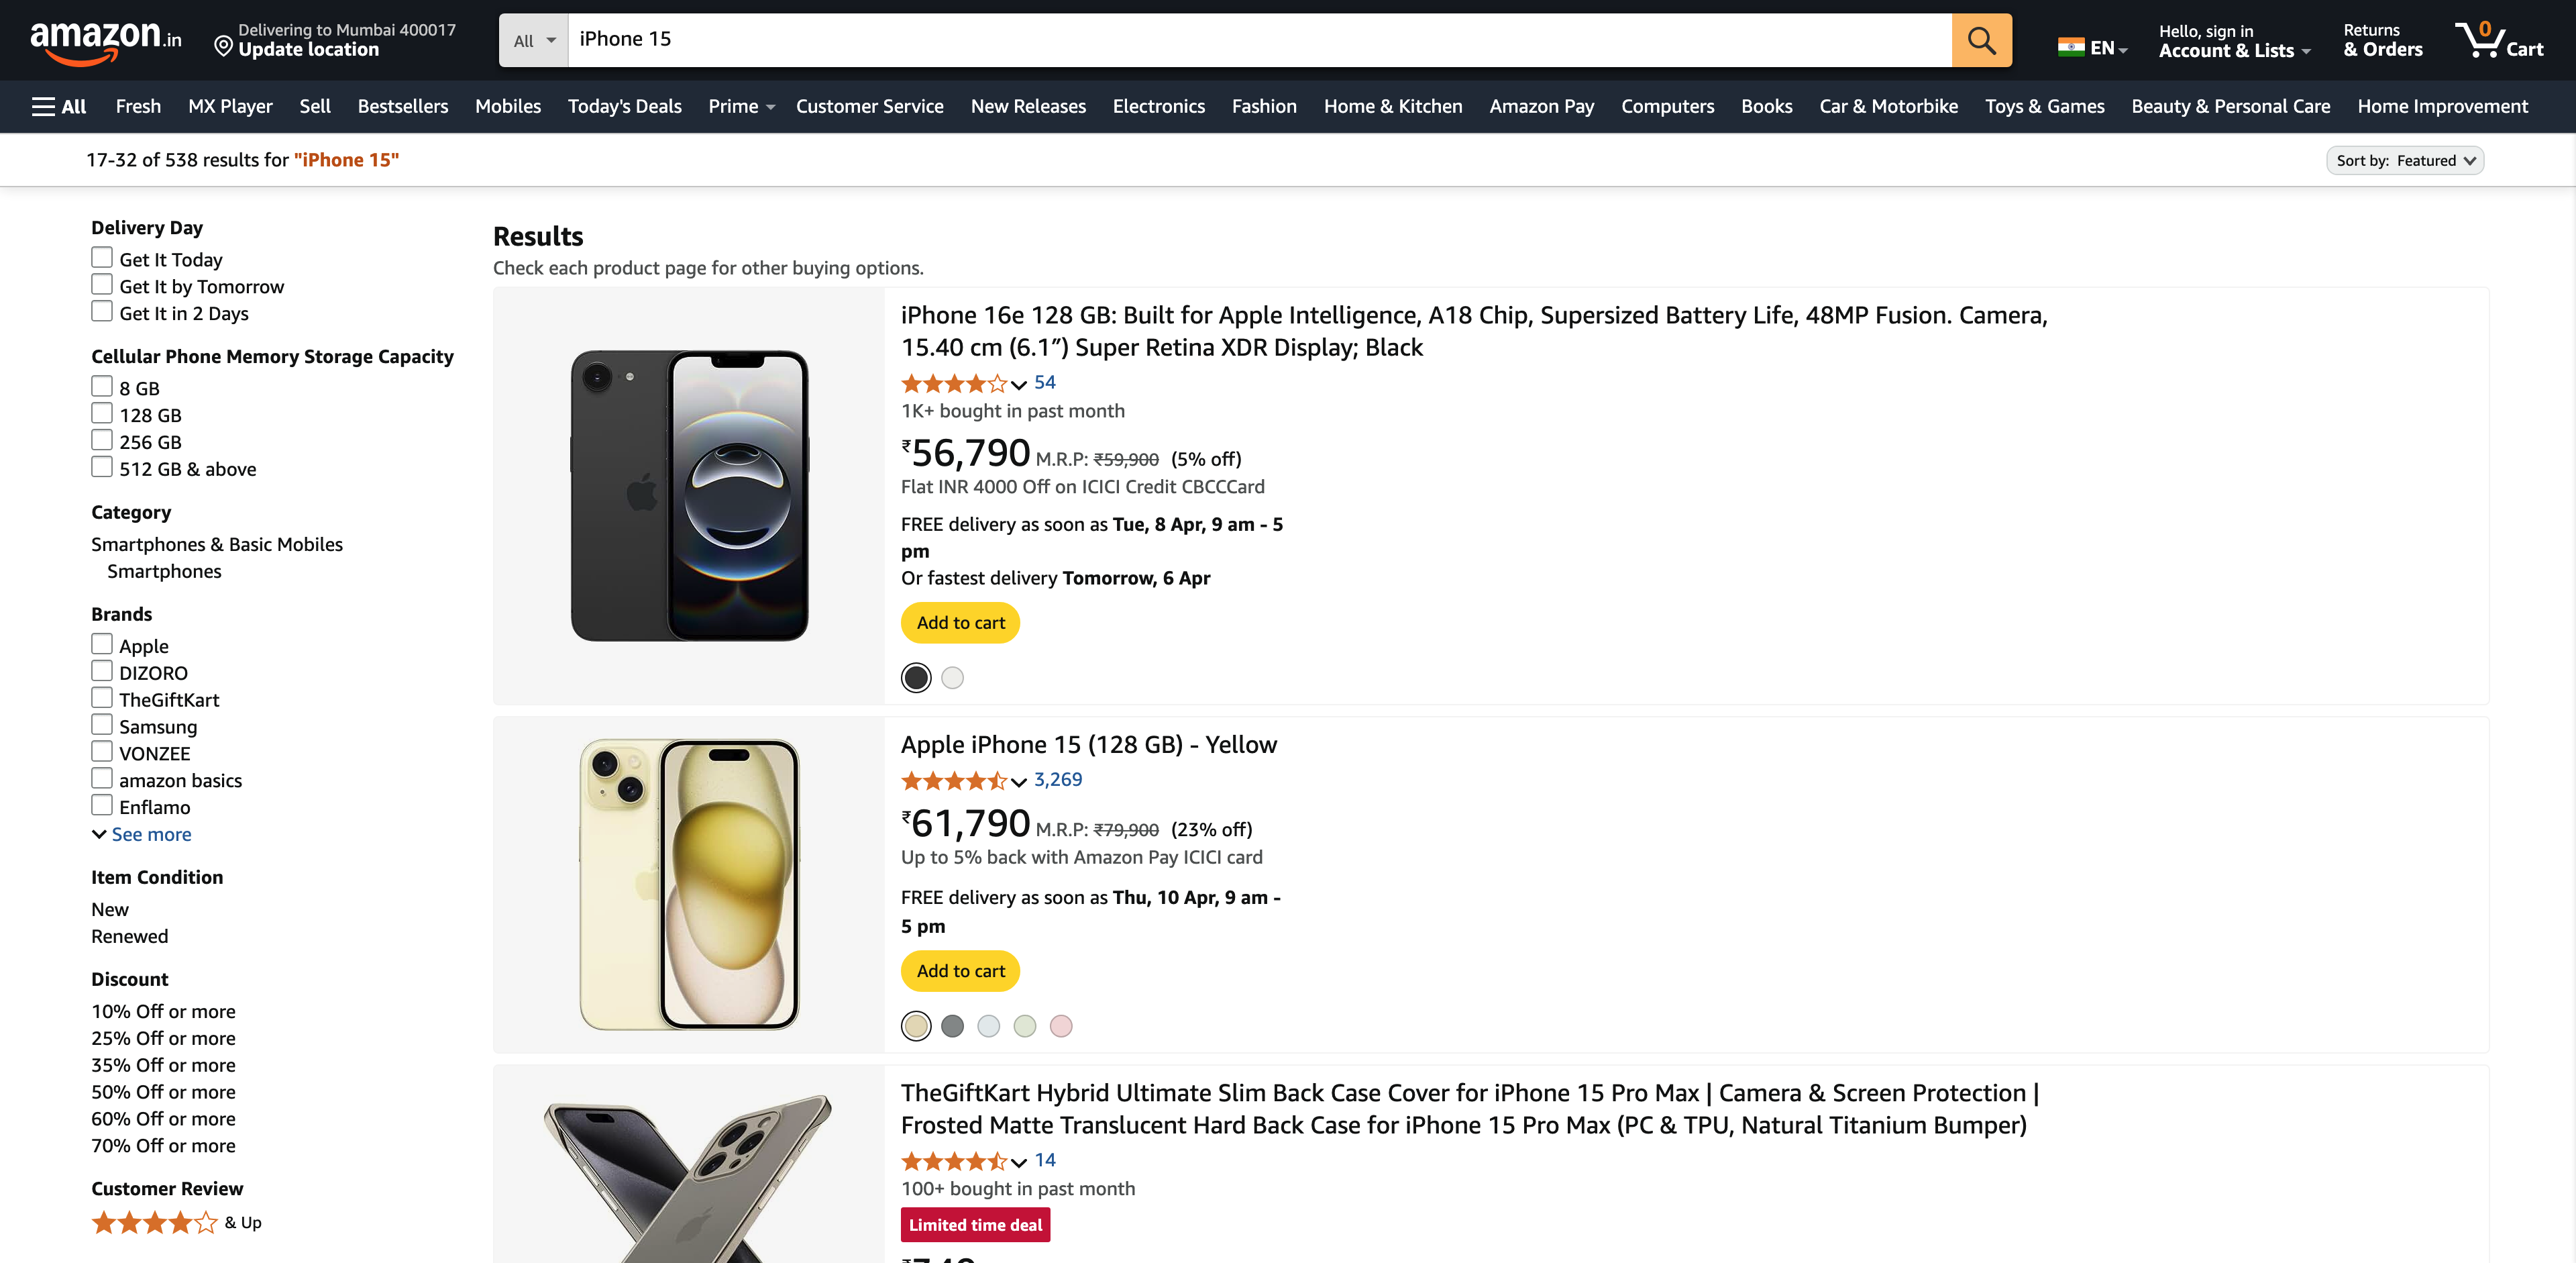 amazon.in
Delivering to Mumbai 400017
Update location
All
iPhone 15
EN
Hello, sign in
Account & Lists
Returns
& Orders
0
Cart
All
Fresh
MX Player
Sell
Bestsellers
Mobiles
Today's Deals
Prime
Customer Service
New Releases
Electronics
Fashion
Home & Kitchen
Amazon Pay
Computers
Books
Car & Motorbike
Toys & Games
Beauty & Personal Care
Home Improvement
17-32 of 538 results for "iPhone 15"
Sort by: Featured
Delivery Day
Get It Today
Get It by Tomorrow
Get It in 2 Days
Cellular Phone Memory Storage Capacity
8 GB
128 GB
256 GB
512 GB & above
Category
Smartphones & Basic Mobiles
Smartphones
Brands
Apple
DIZORO
TheGiftKart
Samsung
VONZEE
amazon basics
Enflamo
See more
Item Condition
New
Renewed
Discount
10% Off or more
25% Off or more
35% Off or more
50% Off or more
60% Off or more
70% Off or more
Customer Review
& Up
Results
Check each product page for other buying options.
iPhone 16e 128 GB: Built for Apple Intelligence, A18 Chip, Supersized Battery Life, 48MP Fusion. Camera,
15.40 cm (6.1″) Super Retina XDR Display; Black
54
1K+ bought in past month
₹56,790 M.R.P: ₹59,900 (5% off)
Flat INR 4000 Off on ICICI Credit CBCCCard
FREE delivery as soon as Tue, 8 Apr, 9 am - 5
pm
Or fastest delivery Tomorrow, 6 Apr
Add to cart
Apple iPhone 15 (128 GB) - Yellow
3,269
₹61,790 M.R.P: ₹79,900 (23% off)
Up to 5% back with Amazon Pay ICICI card
FREE delivery as soon as Thu, 10 Apr, 9 am -
5 pm
Add to cart
TheGiftKart Hybrid Ultimate Slim Back Case Cover for iPhone 15 Pro Max | Camera & Screen Protection |
Frosted Matte Translucent Hard Back Case for iPhone 15 Pro Max (PC & TPU, Natural Titanium Bumper)
14
100+ bought in past month
Limited time deal